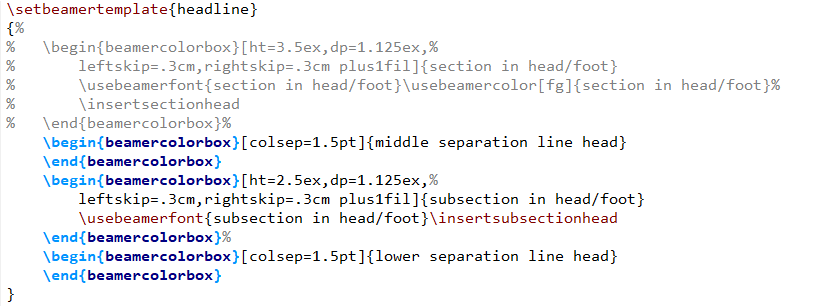 \setbeamertemplate{headline}
{%
%   \begin{beamercolorbox}[ht=3.5ex,dp=1.125ex,%
%       leftskip=.3cm,rightskip=.3cm plus1fil]{section in head/foot}
%       \usebeamerfont{section in head/foot}\usebeamercolor[fg]{section in head/foot}%
%       \insertsectionhead
%   \end{beamercolorbox}%
    \begin{beamercolorbox}[colsep=1.5pt]{middle separation line head}
    \end{beamercolorbox}
    \begin{beamercolorbox}[ht=2.5ex,dp=1.125ex,%
        leftskip=.3cm,rightskip=.3cm plus1fil]{subsection in head/foot}
        \usebeamerfont{subsection in head/foot}\insertsubsectionhead
    \end{beamercolorbox}%
    \begin{beamercolorbox}[colsep=1.5pt]{lower separation line head}
    \end{beamercolorbox}
}